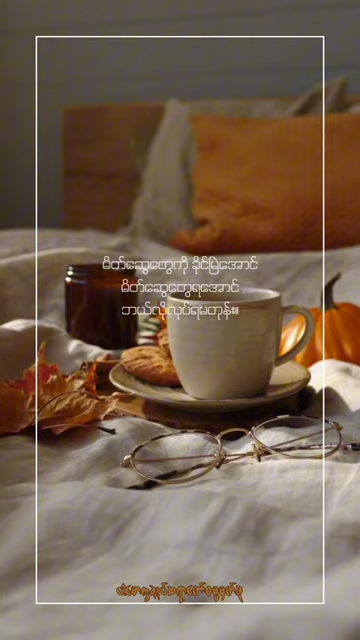 မိတ်ဆွေတွေကို ခိုင်မြဲအောင်
မိတ်ဆွေတွေရအောင်
ဘယ်လိုလုပ်ရမတုန်း။